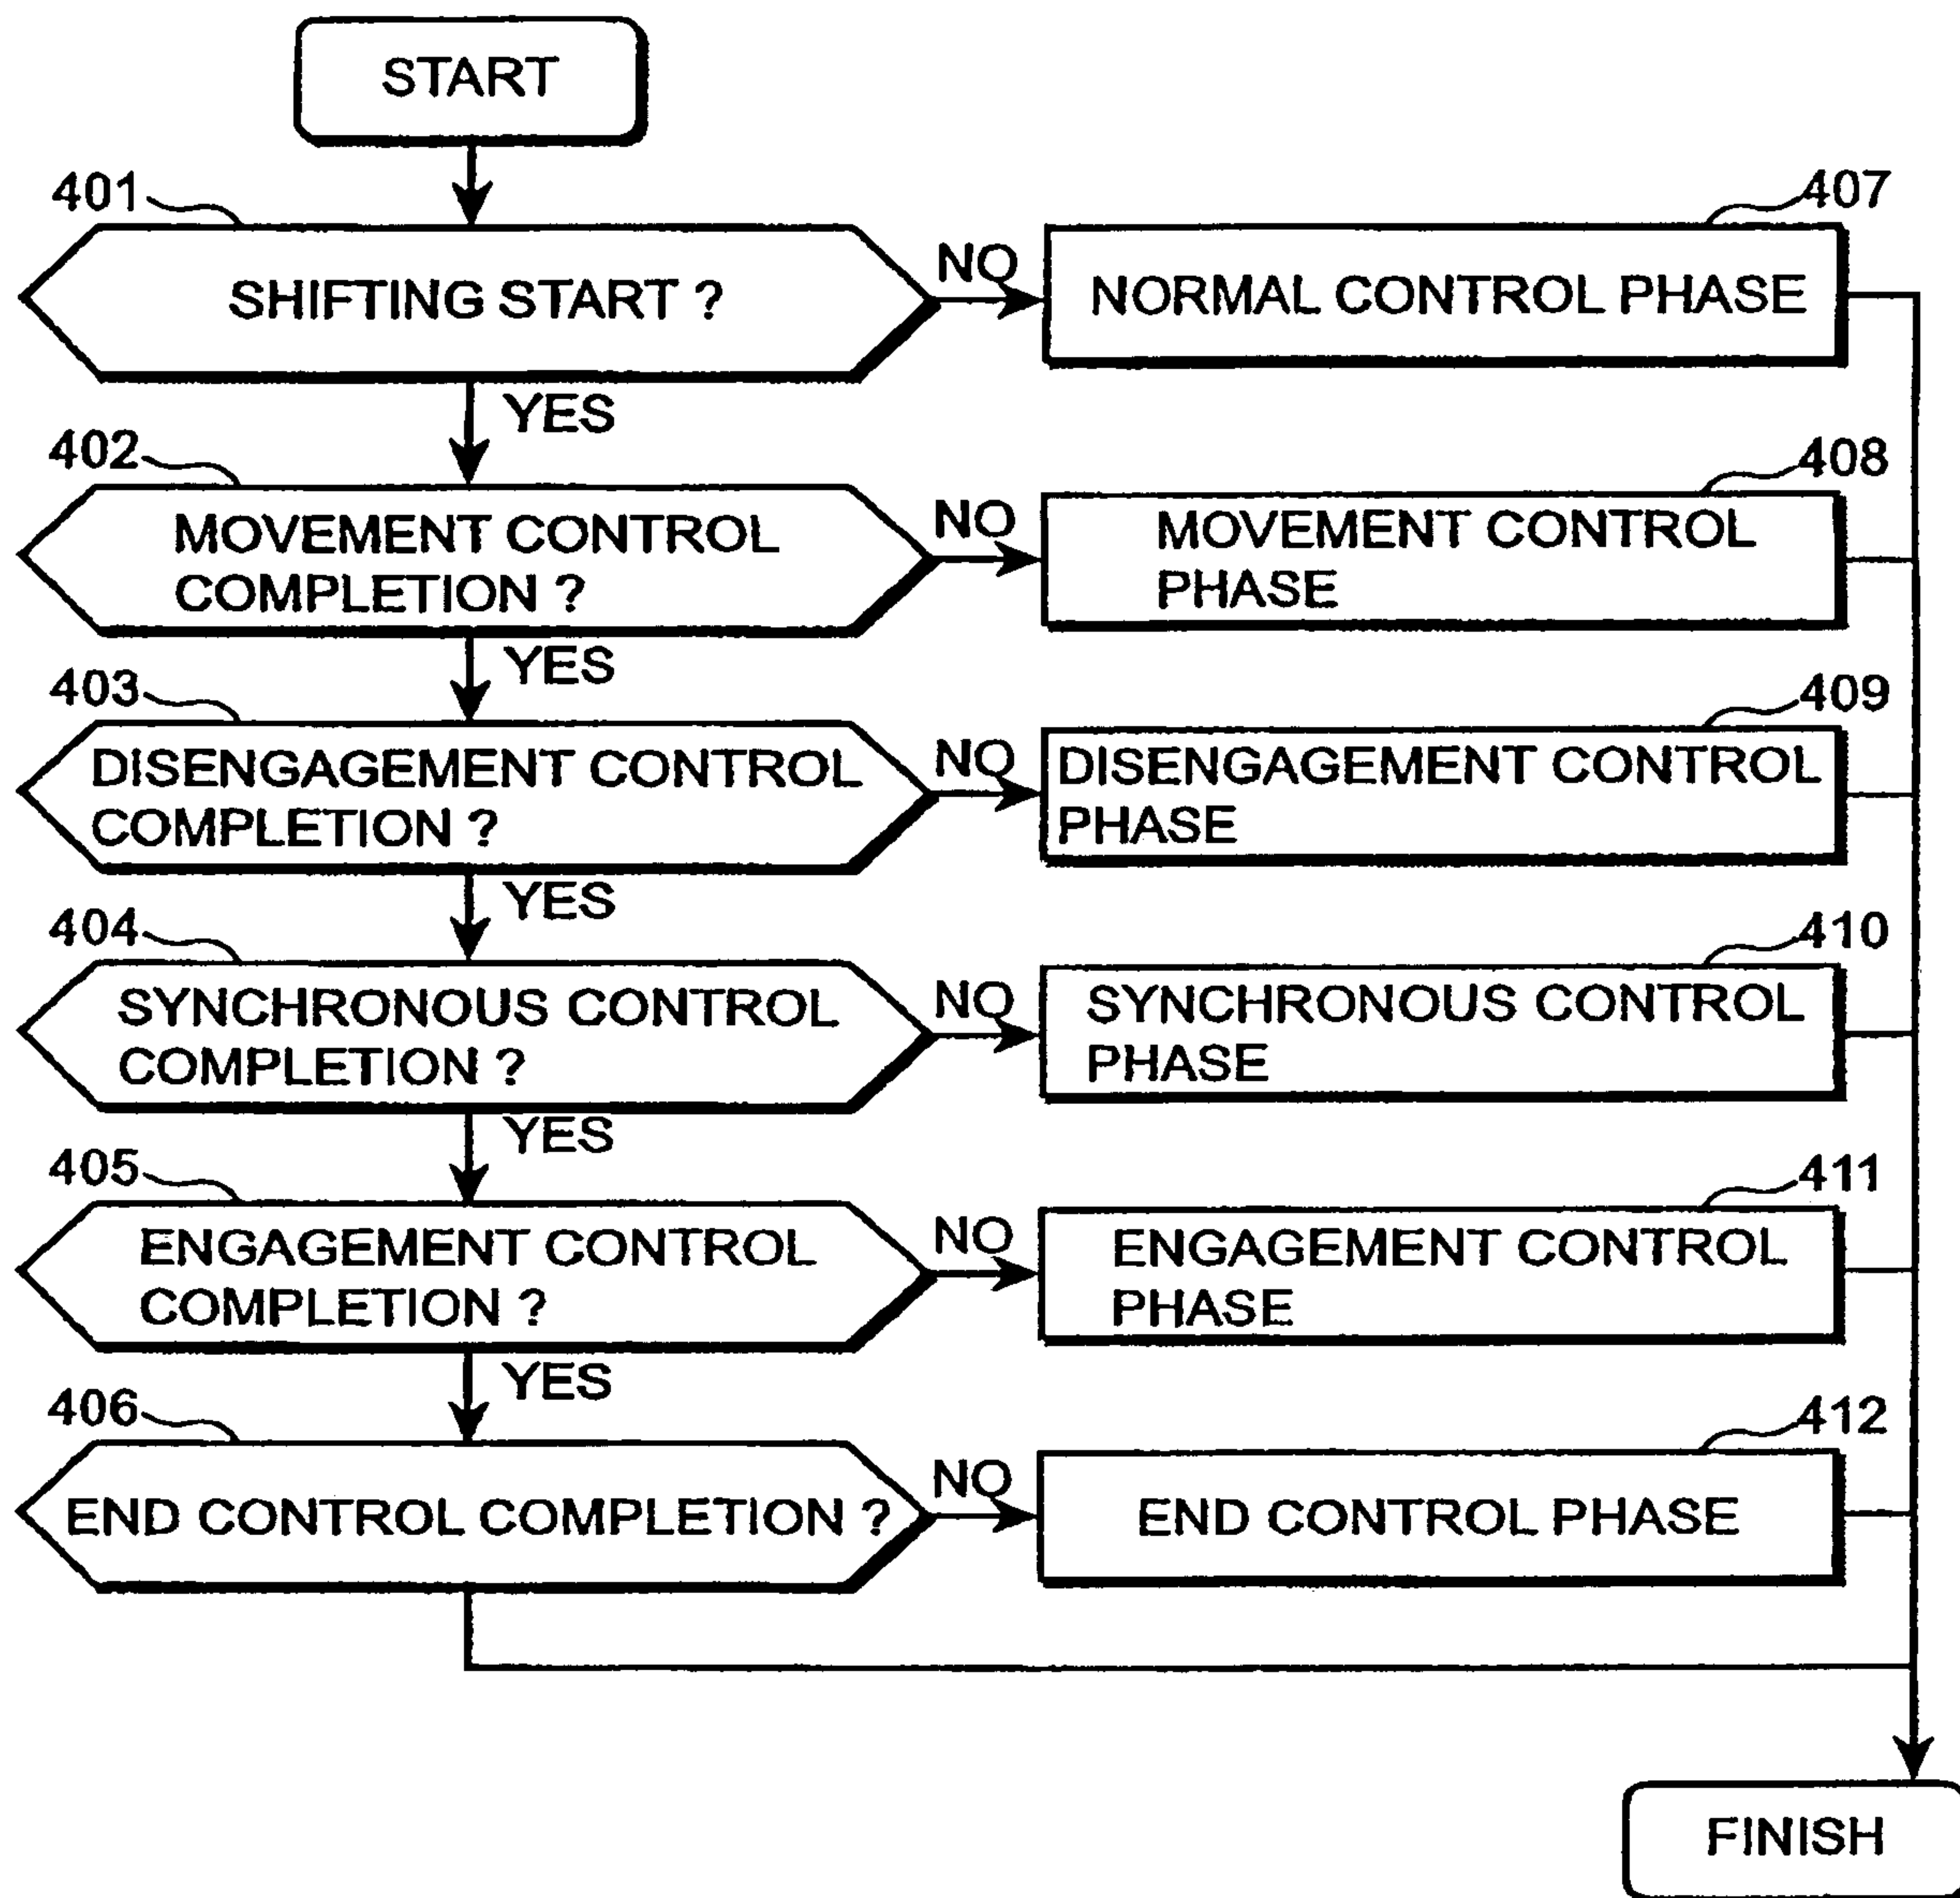 START
401
SHIFTING START ?
NO
407
NORMAL CONTROL PHASE
YES
402
MOVEMENT CONTROL
COMPLETION ?
NO
408
MOVEMENT CONTROL
PHASE
YES
403
DISENGAGEMENT CONTROL
COMPLETION ?
NO
409
DISENGAGEMENT CONTROL
PHASE
YES
404
SYNCHRONOUS CONTROL
COMPLETION ?
NO
410
SYNCHRONOUS CONTROL
PHASE
YES
405
ENGAGEMENT CONTROL
COMPLETION ?
NO
411
ENGAGEMENT CONTROL
PHASE
YES
406
END CONTROL COMPLETION ?
NO
412
END CONTROL PHASE
FINISH